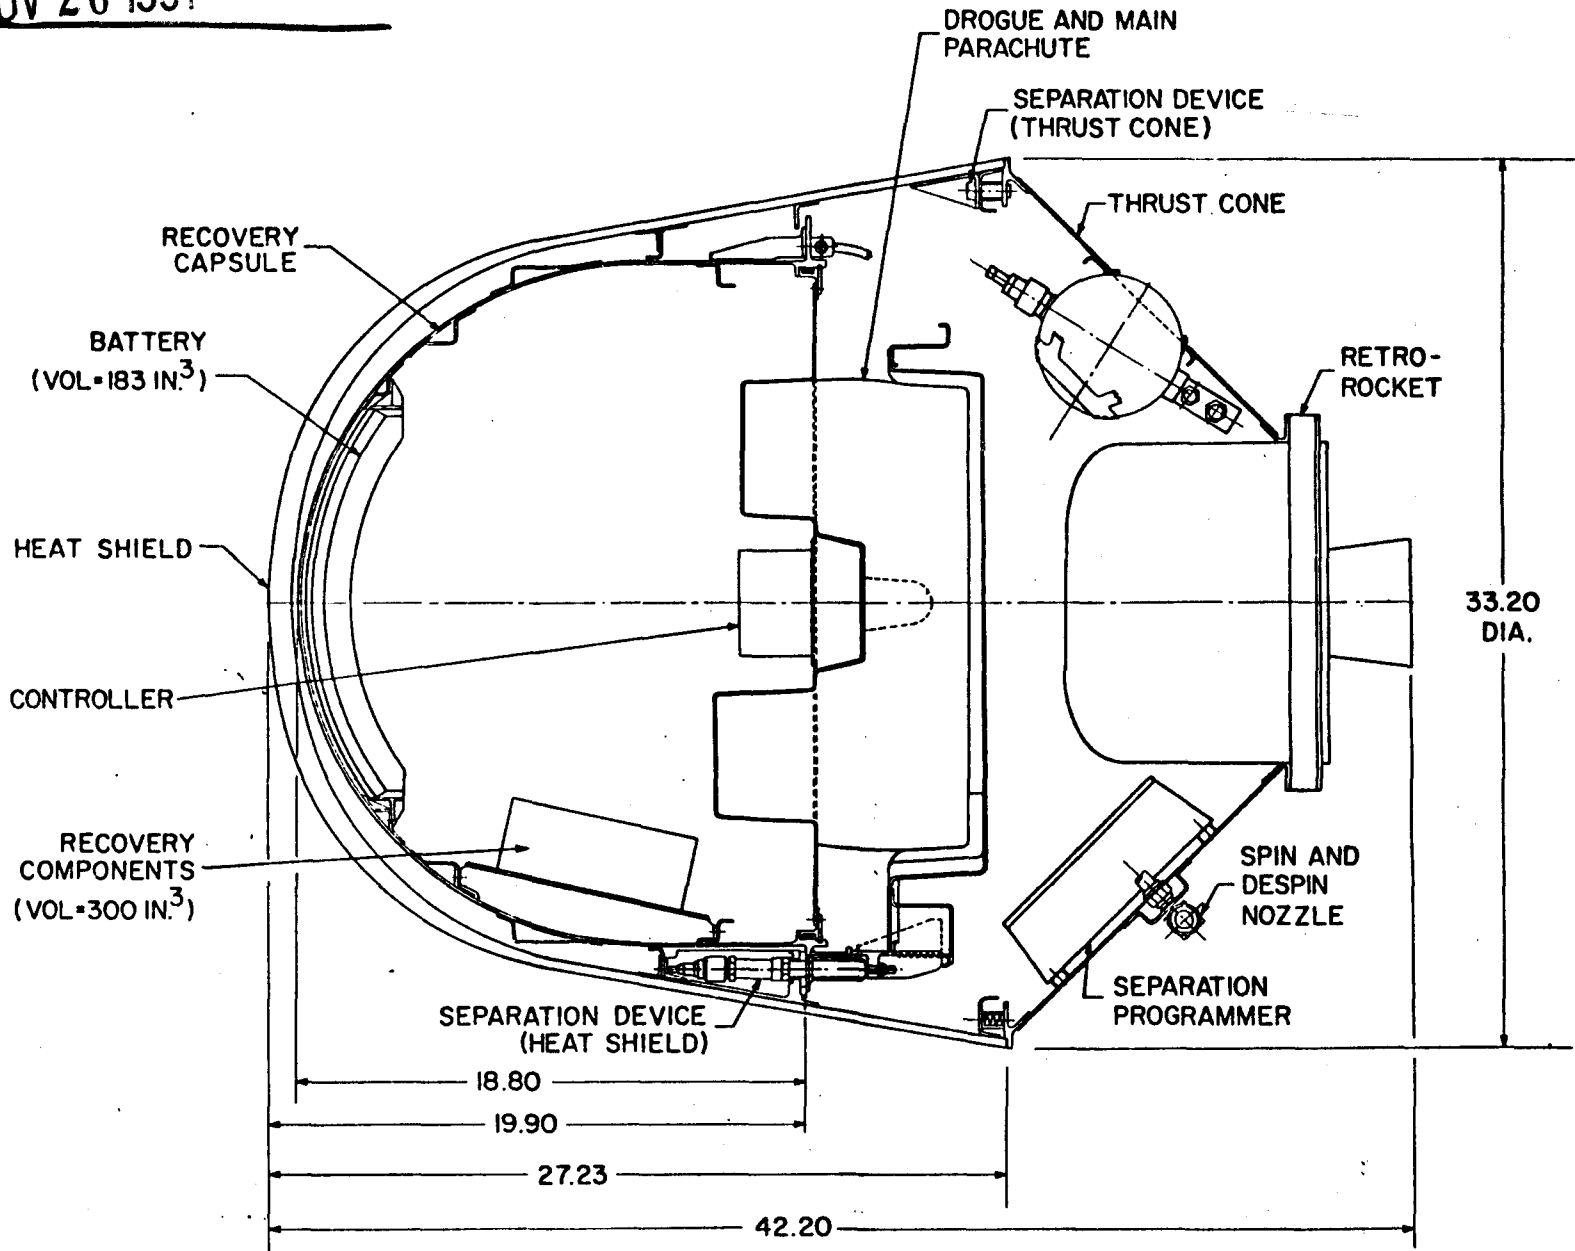 DROGUE AND MAIN
PARACHUTE
SEPARATION DEVICE
(THRUST CONE)
THRUST CONE
RECOVERY
CAPSULE
BATTERY
(VOL=183 IN.³)
RETRO-
ROCKET
HEAT SHIELD
33.20
DIA.
CONTROLLER
RECOVERY
COMPONENTS
(VOL=300 IN.³)
SPIN AND
DESPIN
NOZZLE
SEPARATION
PROGRAMMER
SEPARATION DEVICE
(HEAT SHIELD)
18.80
19.90
27.23
42.20